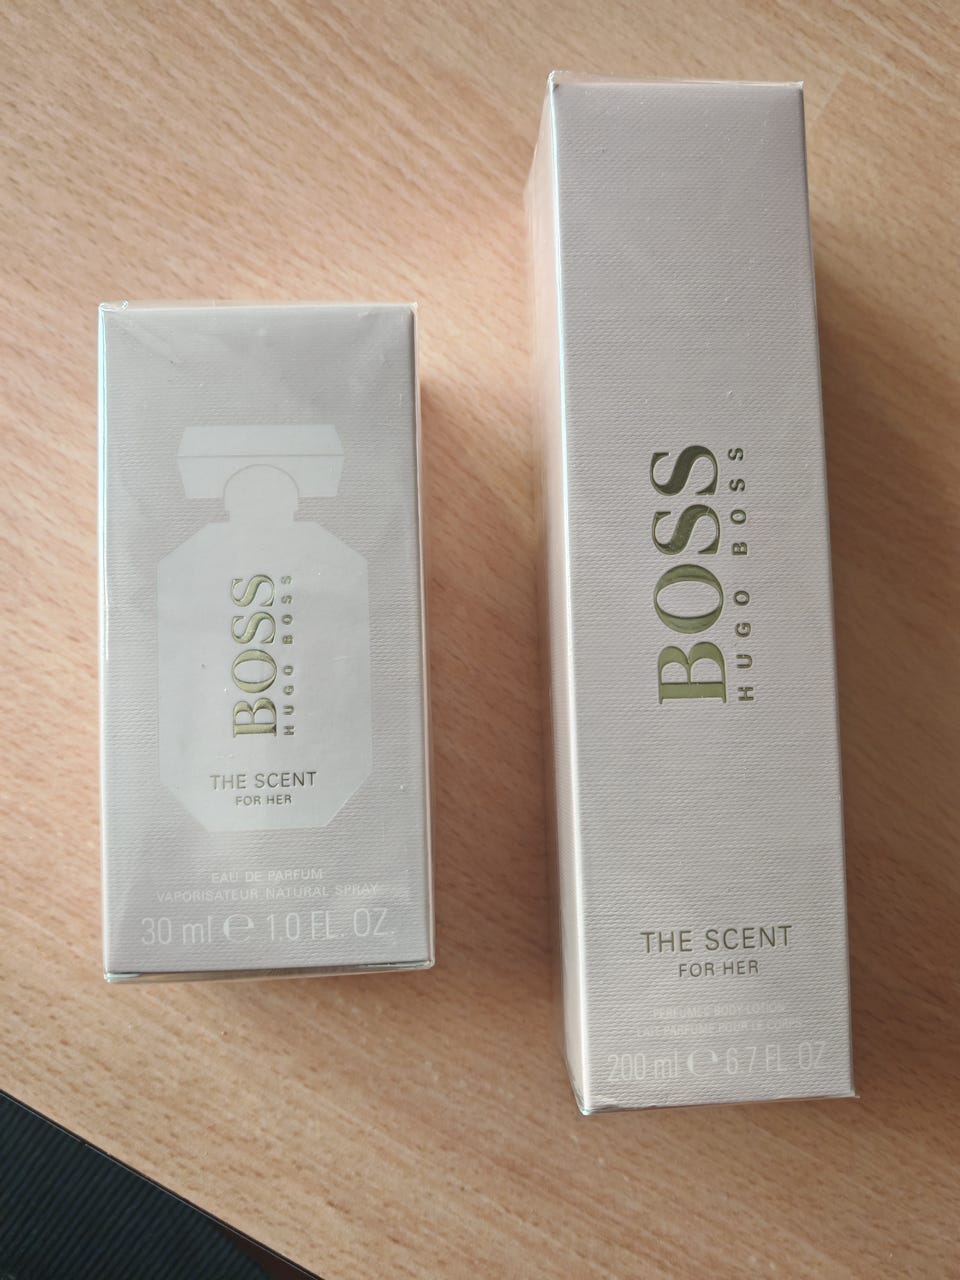 BOSS
HUGO BOSS
THE SCENT
FOR HER
EAU DE PARFUM
VAPORISATEUR NATURAL SPRAY
30 ml ℮ 1.0 FL. OZ.
BOSS
HUGO BOSS
THE SCENT
FOR HER
PERFUMED BODY LOTION
LAIT PARFUMÉ POUR LE CORPS
200 ml ℮ 6.7 FL. OZ.